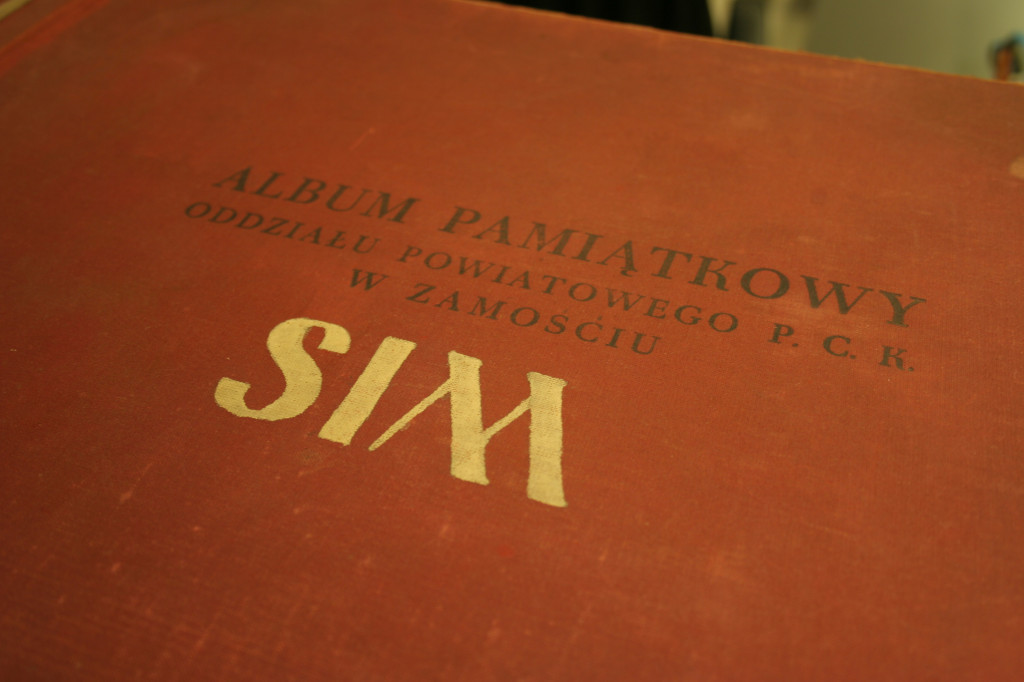 ALBUM PAMIĄTKOWY
ODDZIAŁU POWIATOWEGO P. C. K.
W ZAMOŚCIU
SIM